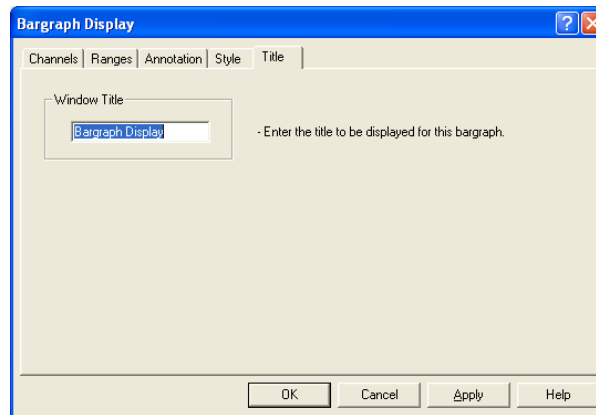 Bargraph Display
Channels Ranges Annotation Style Title
Window Title
Bargraph Display
- Enter the title to be displayed for this bargraph.
OK Cancel Apply Help